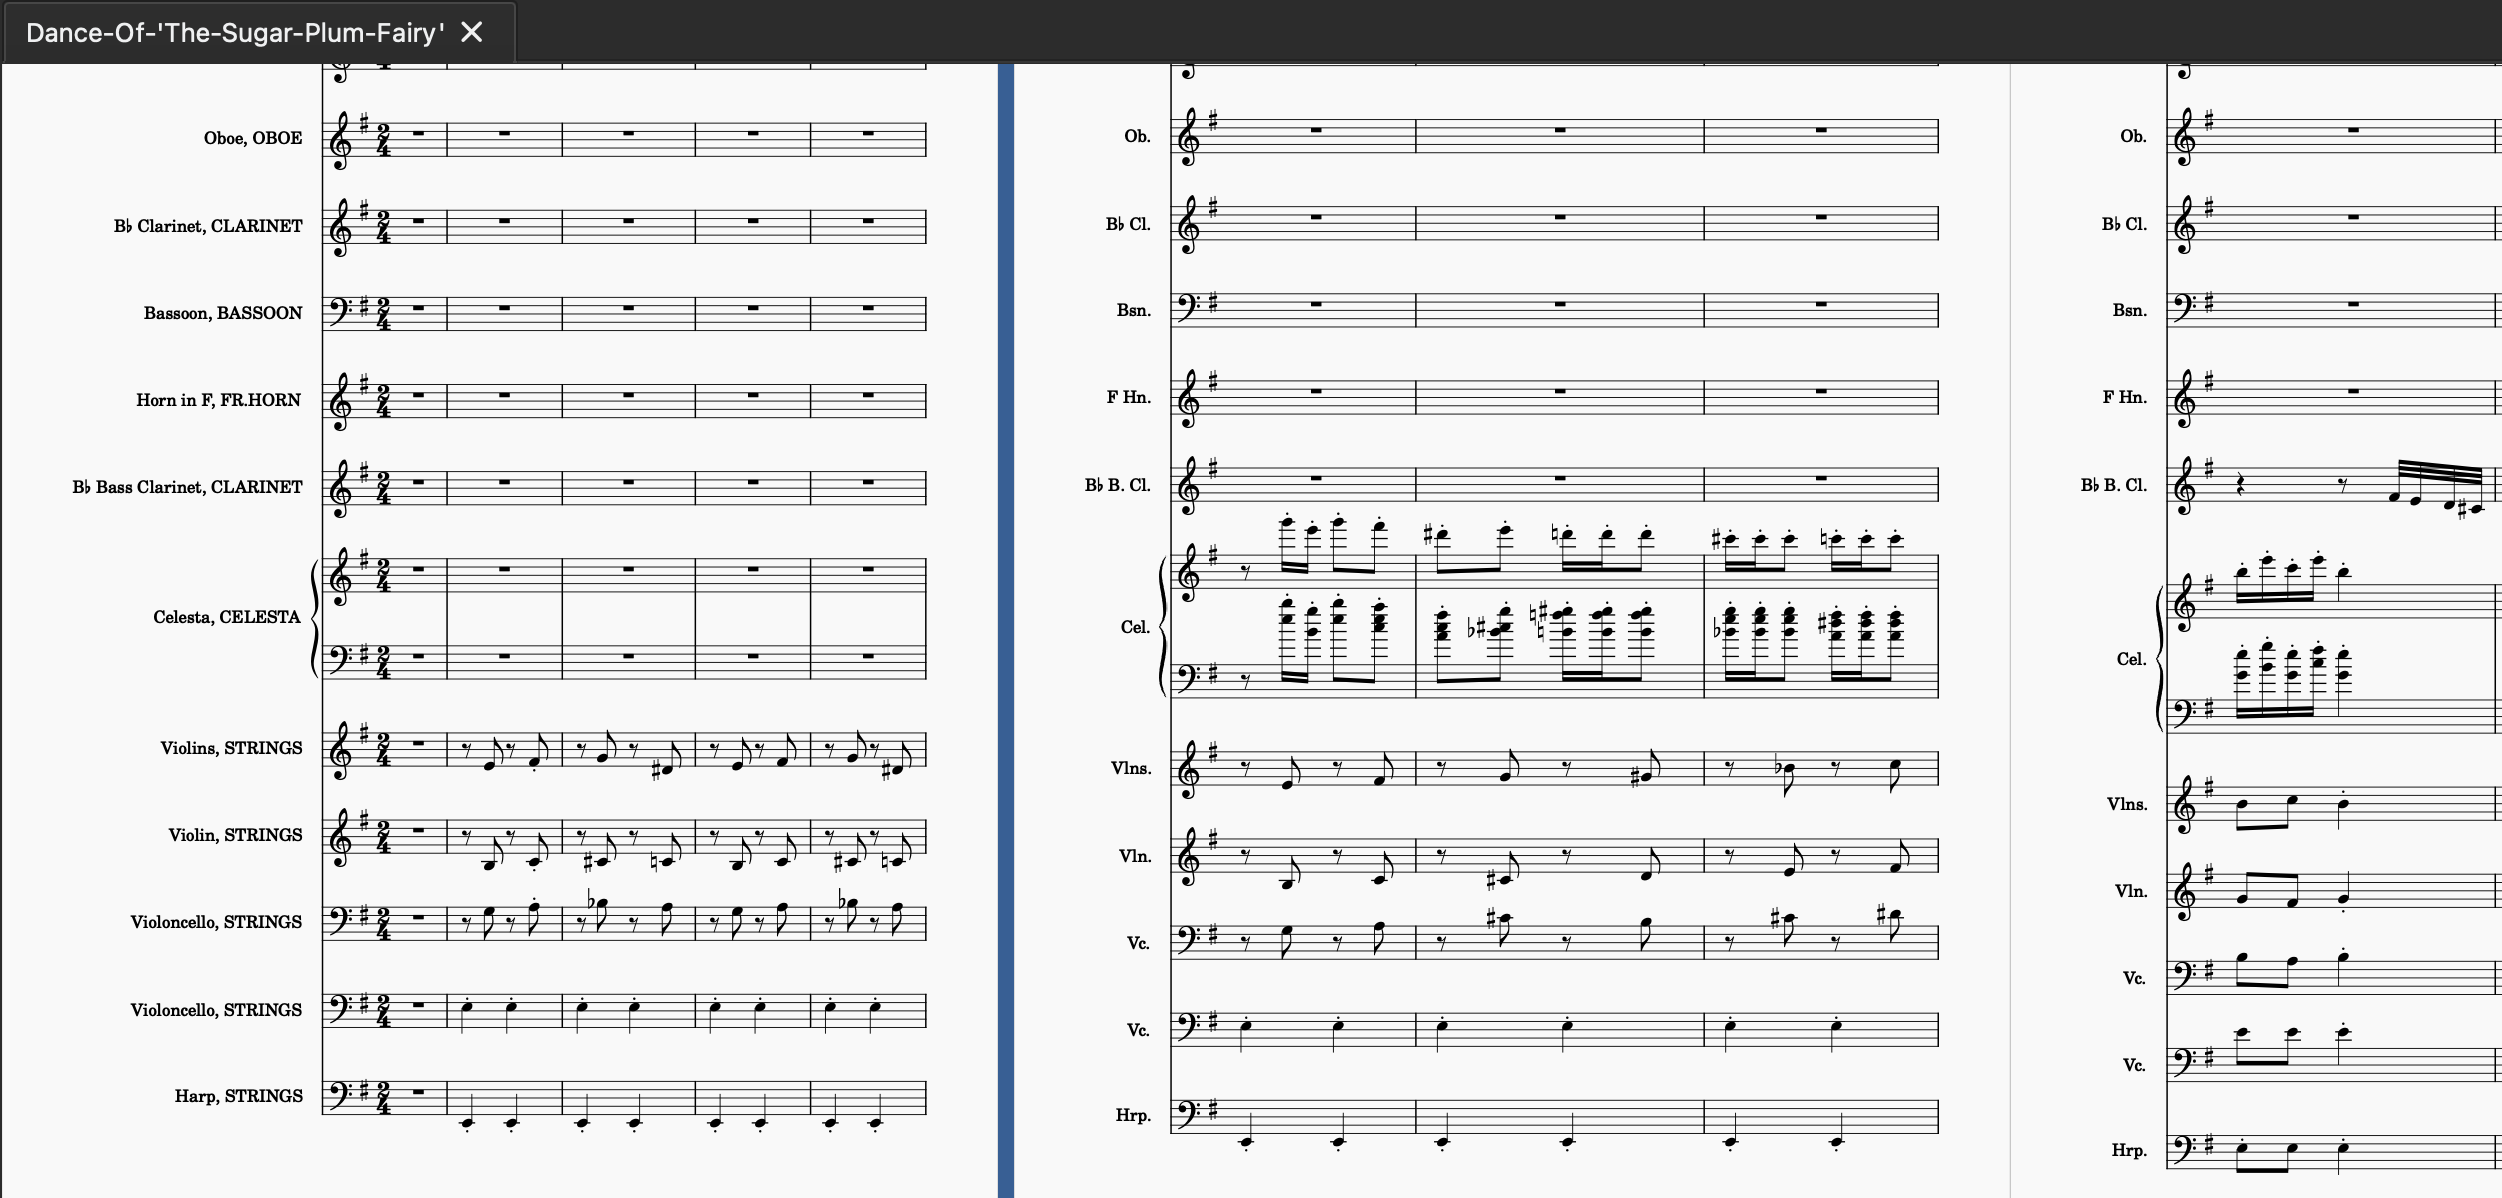 Dance-Of-'The-Sugar-Plum-Fairy'
Oboe, OBOE
B♭ Clarinet, CLARINET
Bassoon, BASSOON
Horn in F, FR.HORN
B♭ Bass Clarinet, CLARINET
Celesta, CELESTA
Violins, STRINGS
Violin, STRINGS
Violoncello, STRINGS
Violoncello, STRINGS
Harp, STRINGS
Ob.
B♭ Cl.
Bsn.
F Hn.
B♭ B. Cl.
Cel.
Vlns.
Vln.
Vc.
Vc.
Hrp.
Ob.
B♭ Cl.
Bsn.
F Hn.
B♭ B. Cl.
Cel.
Vlns.
Vln.
Vc.
Vc.
Hrp.